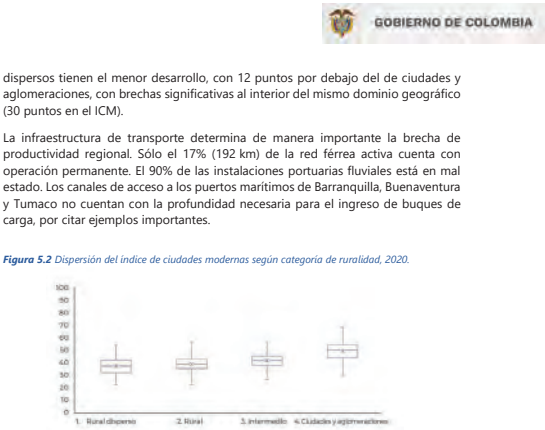 GOBIERNO DE COLOMBIA
dispersos tienen el menor desarrollo, con 12 puntos por debajo del de ciudades y
aglomeraciones, con brechas significativas al interior del mismo dominio geográfico
(30 puntos en el ICM).
La infraestructura de transporte determina de manera importante la brecha de
productividad regional. Sólo el 17% (192 km) de la red férrea activa cuenta con
operación permanente. El 90% de las instalaciones portuarias fluviales está en mal
estado. Los canales de acceso a los puertos marítimos de Barranquilla, Buenaventura
y Tumaco no cuentan con la profundidad necesaria para el ingreso de buques de
carga, por citar ejemplos importantes.
Figura 5.2 Dispersión del índice de ciudades modernas según categoría de ruralidad, 2020.
100
90
80
70
60
50
40
30
20
10
0
1. Rural disperso 2. Rural 3. Intermedio 4. Ciudades y aglomeraciones